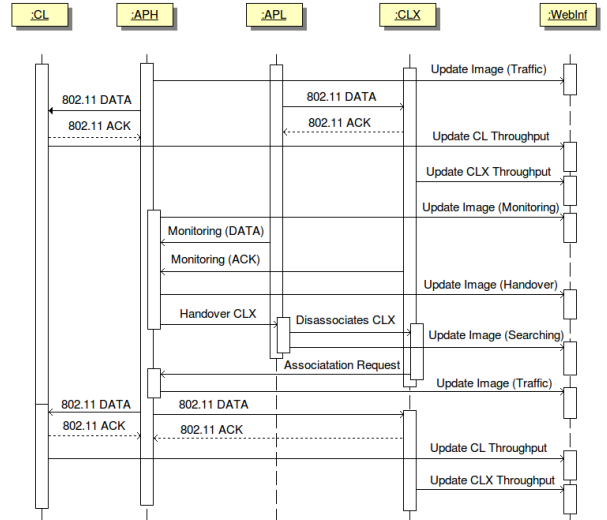 :CL :APH :APL :CLX :WebInf
Update Image (Traffic)
802.11 DATA 802.11 DATA
802.11 ACK 802.11 ACK
Update CL Throughput
Update CLX Throughput
Update Image (Monitoring)
Monitoring (DATA)
Monitoring (ACK)
Update Image (Handover)
Handover CLX Disassociates CLX
Update Image (Searching)
Associatation Request
Update Image (Traffic)
802.11 DATA 802.11 DATA
802.11 ACK 802.11 ACK
Update CL Throughput
Update CLX Throughput